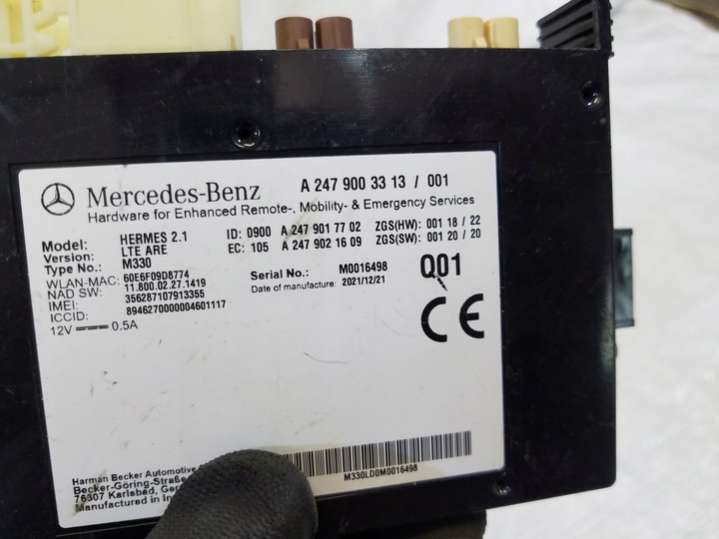 Mercedes-Benz A 247 900 33 13 / 001
Hardware for Enhanced Remote-, Mobility- & Emergency Services
Model: HERMES 2.1 ID: 0900 A 247 901 77 02 ZGS(HW): 001 18 / 22
Version: LTE ARE EC: 105 A 247 902 16 09 ZGS(SW): 001 20 / 20
Type No.: M330
WLAN-MAC: 60E6F09D8774 Serial No.: M0016498 Q01
NAD SW: 11.800.02.27.1419 Date of manufacture: 2021/12/21
IMEI: 356287107913355
ICCID: 8946270000004601117
12V 0.5A
CE
Harman Becker Automotive
Becker-Göring-Straße
76307 Karlsbad,
Manufactured in
M330LD0M0016498